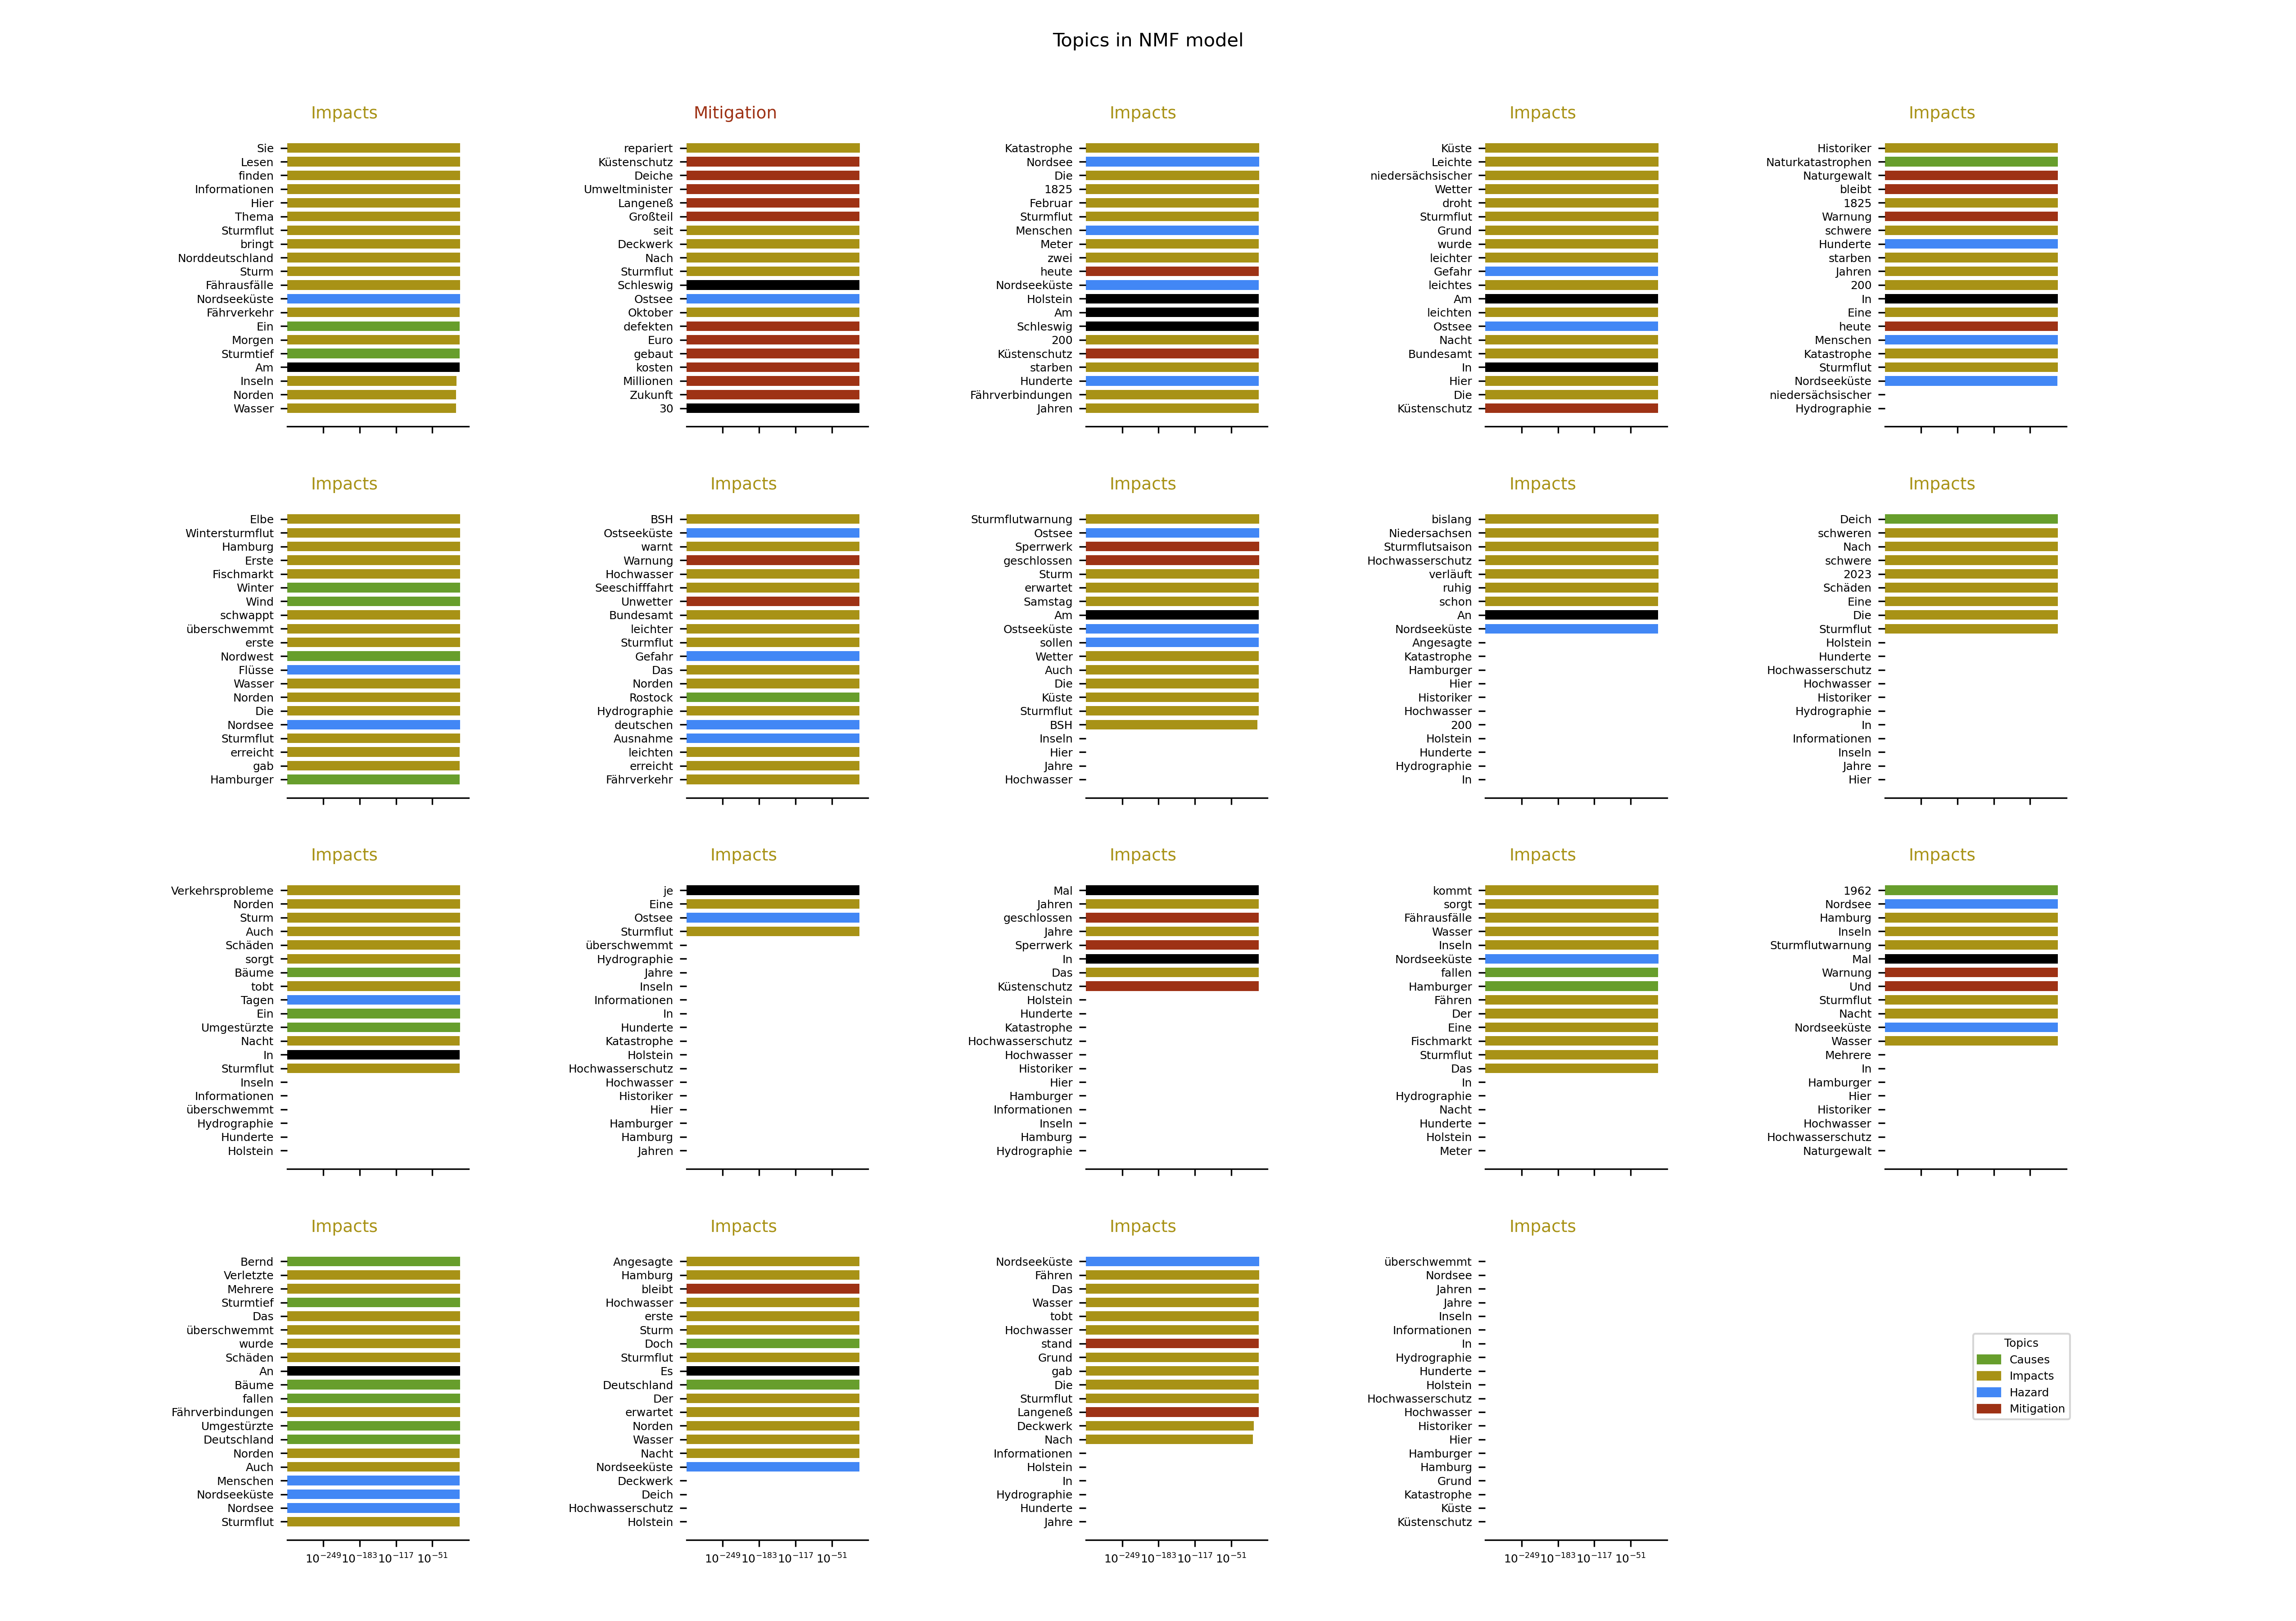 Topics in NMF model
Impacts
Sie
Lesen
finden
Informationen
Hier
Thema
Sturmflut
bringt
Norddeutschland
Sturm
Fährausfälle
Nordseeküste
Fährverkehr
Ein
Morgen
Sturmtief
Am
Inseln
Norden
Wasser
Mitigation
repariert
Küstenschutz
Deiche
Umweltminister
Langeneß
Großteil
seit
Deckwerk
Nach
Sturmflut
Schleswig
Ostsee
Oktober
defekten
Euro
gebaut
kosten
Millionen
Zukunft
30
Impacts
Katastrophe
Nordsee
Die
1825
Februar
Sturmflut
Menschen
Meter
zwei
heute
Nordseeküste
Holstein
Am
Schleswig
200
Küstenschutz
starben
Hunderte
Fährverbindungen
Jahren
Impacts
Küste
Leichte
niedersächsischer
Wetter
droht
Sturmflut
Grund
wurde
leichter
Gefahr
leichtes
Am
leichten
Ostsee
Nacht
Bundesamt
In
Hier
Die
Küstenschutz
Impacts
Historiker
Naturkatastrophen
Naturgewalt
bleibt
1825
Warnung
schwere
Hunderte
starben
Jahren
200
In
Eine
heute
Menschen
Katastrophe
Sturmflut
Nordseeküste
niedersächsischer
Hydrographie
Impacts
Elbe
Wintersturmflut
Hamburg
Erste
Fischmarkt
Winter
Wind
schwappt
überschwemmt
erste
Nordwest
Flüsse
Wasser
Norden
Die
Nordsee
Sturmflut
erreicht
gab
Hamburger
Impacts
BSH
Ostseeküste
warnt
Warnung
Hochwasser
Seeschifffahrt
Unwetter
Bundesamt
leichter
Sturmflut
Gefahr
Das
Norden
Rostock
Hydrographie
deutschen
Ausnahme
leichten
erreicht
Fährverkehr
Impacts
Sturmflutwarnung
Ostsee
Sperrwerk
geschlossen
Sturm
erwartet
Samstag
Am
Ostseeküste
sollen
Wetter
Auch
Die
Küste
Sturmflut
BSH
Inseln
Hier
Jahre
Hochwasser
Impacts
bislang
Niedersachsen
Sturmflutsaison
Hochwasserschutz
verläuft
ruhig
schon
An
Nordseeküste
Angesagte
Katastrophe
Hamburger
Hier
Historiker
Hochwasser
200
Holstein
Hunderte
Hydrographie
In
Impacts
Deich
schweren
Nach
schwere
2023
Schäden
Eine
Die
Sturmflut
Holstein
Hunderte
Hochwasserschutz
Hochwasser
Historiker
Hydrographie
In
Informationen
Inseln
Jahre
Hier
Impacts
Verkehrsprobleme
Norden
Sturm
Auch
Schäden
sorgt
Bäume
tobt
Tagen
Ein
Umgestürzte
Nacht
In
Sturmflut
Inseln
Informationen
überschwemmt
Hydrographie
Hunderte
Holstein
Impacts
je
Eine
Ostsee
Sturmflut
überschwemmt
Hydrographie
Jahre
Inseln
Informationen
In
Hunderte
Katastrophe
Holstein
Hochwasserschutz
Hochwasser
Historiker
Hier
Hamburger
Hamburg
Jahren
Impacts
Mal
Jahren
geschlossen
Jahre
Sperrwerk
In
Das
Küstenschutz
Holstein
Hunderte
Katastrophe
Hochwasserschutz
Hochwasser
Historiker
Hier
Hamburger
Informationen
Inseln
Hamburg
Hydrographie
Impacts
kommt
sorgt
Fährausfälle
Wasser
Inseln
Nordseeküste
fallen
Hamburger
Fähren
Der
Eine
Fischmarkt
Sturmflut
Das
In
Hydrographie
Nacht
Hunderte
Holstein
Meter
Impacts
1962
Nordsee
Hamburg
Inseln
Sturmflutwarnung
Mal
Warnung
Und
Sturmflut
Nacht
Nordseeküste
Wasser
Mehrere
In
Hamburger
Hier
Historiker
Hochwasser
Hochwasserschutz
Naturgewalt
Impacts
Bernd
Verletzte
Mehrere
Sturmtief
Das
überschwemmt
wurde
Schäden
An
Bäume
fallen
Fährverbindungen
Umgestürzte
Deutschland
Norden
Auch
Menschen
Nordseeküste
Nordsee
Sturmflut
10⁻²⁴⁹ 10⁻¹⁸³ 10⁻¹¹⁷ 10⁻⁵¹
Impacts
Angesagte
Hamburg
bleibt
Hochwasser
erste
Sturm
Doch
Sturmflut
Es
Deutschland
Der
erwartet
Norden
Wasser
Nacht
Nordseeküste
Deckwerk
Deich
Hochwasserschutz
Holstein
10⁻²⁴⁹ 10⁻¹⁸³ 10⁻¹¹⁷ 10⁻⁵¹
Impacts
Nordseeküste
Fähren
Das
Wasser
tobt
Hochwasser
stand
Grund
gab
Die
Sturmflut
Langeneß
Deckwerk
Nach
Informationen
Holstein
In
Hydrographie
Hunderte
Jahre
10⁻²⁴⁹ 10⁻¹⁸³ 10⁻¹¹⁷ 10⁻⁵¹
Impacts
überschwemmt
Nordsee
Jahren
Jahre
Inseln
Informationen
In
Hydrographie
Hunderte
Holstein
Hochwasserschutz
Hochwasser
Historiker
Hier
Hamburger
Hamburg
Grund
Katastrophe
Küste
Küstenschutz
10⁻²⁴⁹ 10⁻¹⁸³ 10⁻¹¹⁷ 10⁻⁵¹
Topics
Causes
Impacts
Hazard
Mitigation